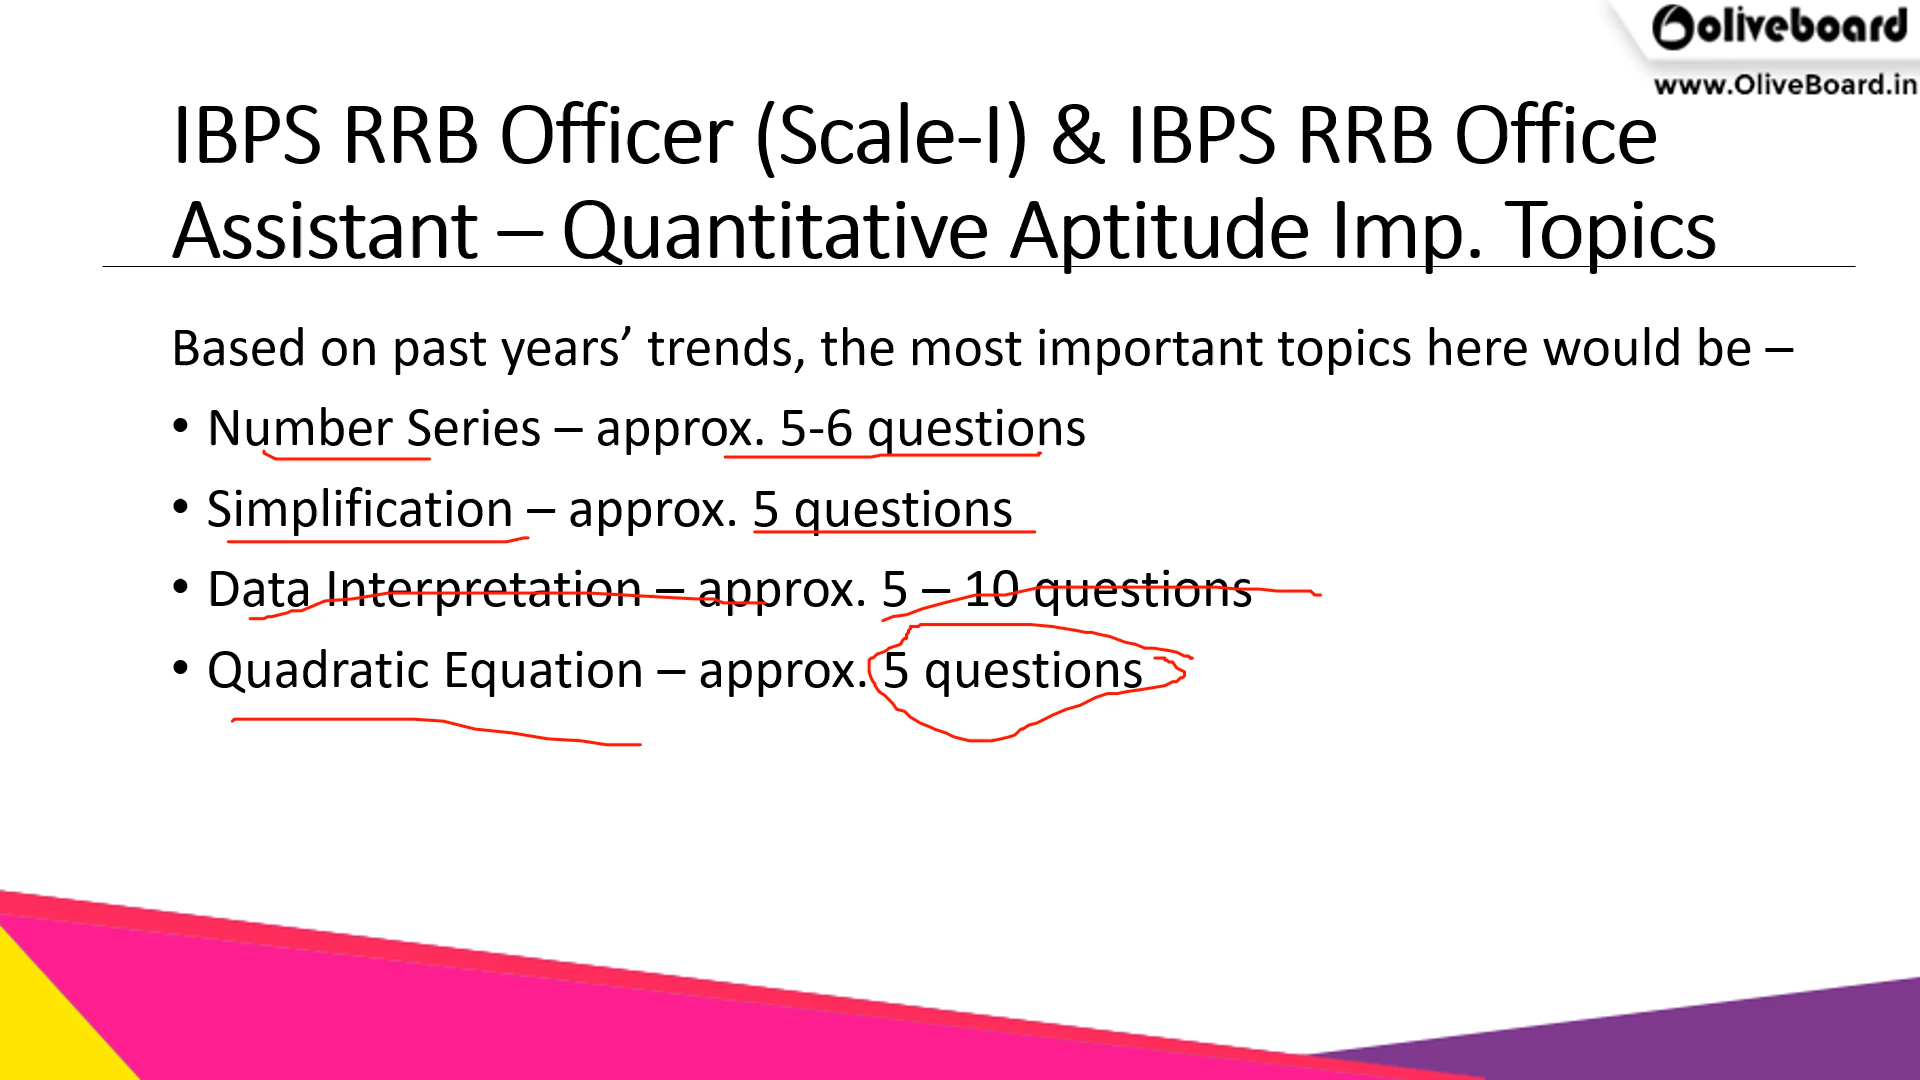 oliveboard
www.OliveBoard.in
IBPS RRB Officer (Scale-I) & IBPS RRB Office
Assistant – Quantitative Aptitude Imp. Topics
Based on past years’ trends, the most important topics here would be –
• Number Series – approx. 5-6 questions
• Simplification – approx. 5 questions
• Data Interpretation – approx. 5 – 10 questions
• Quadratic Equation – approx. 5 questions